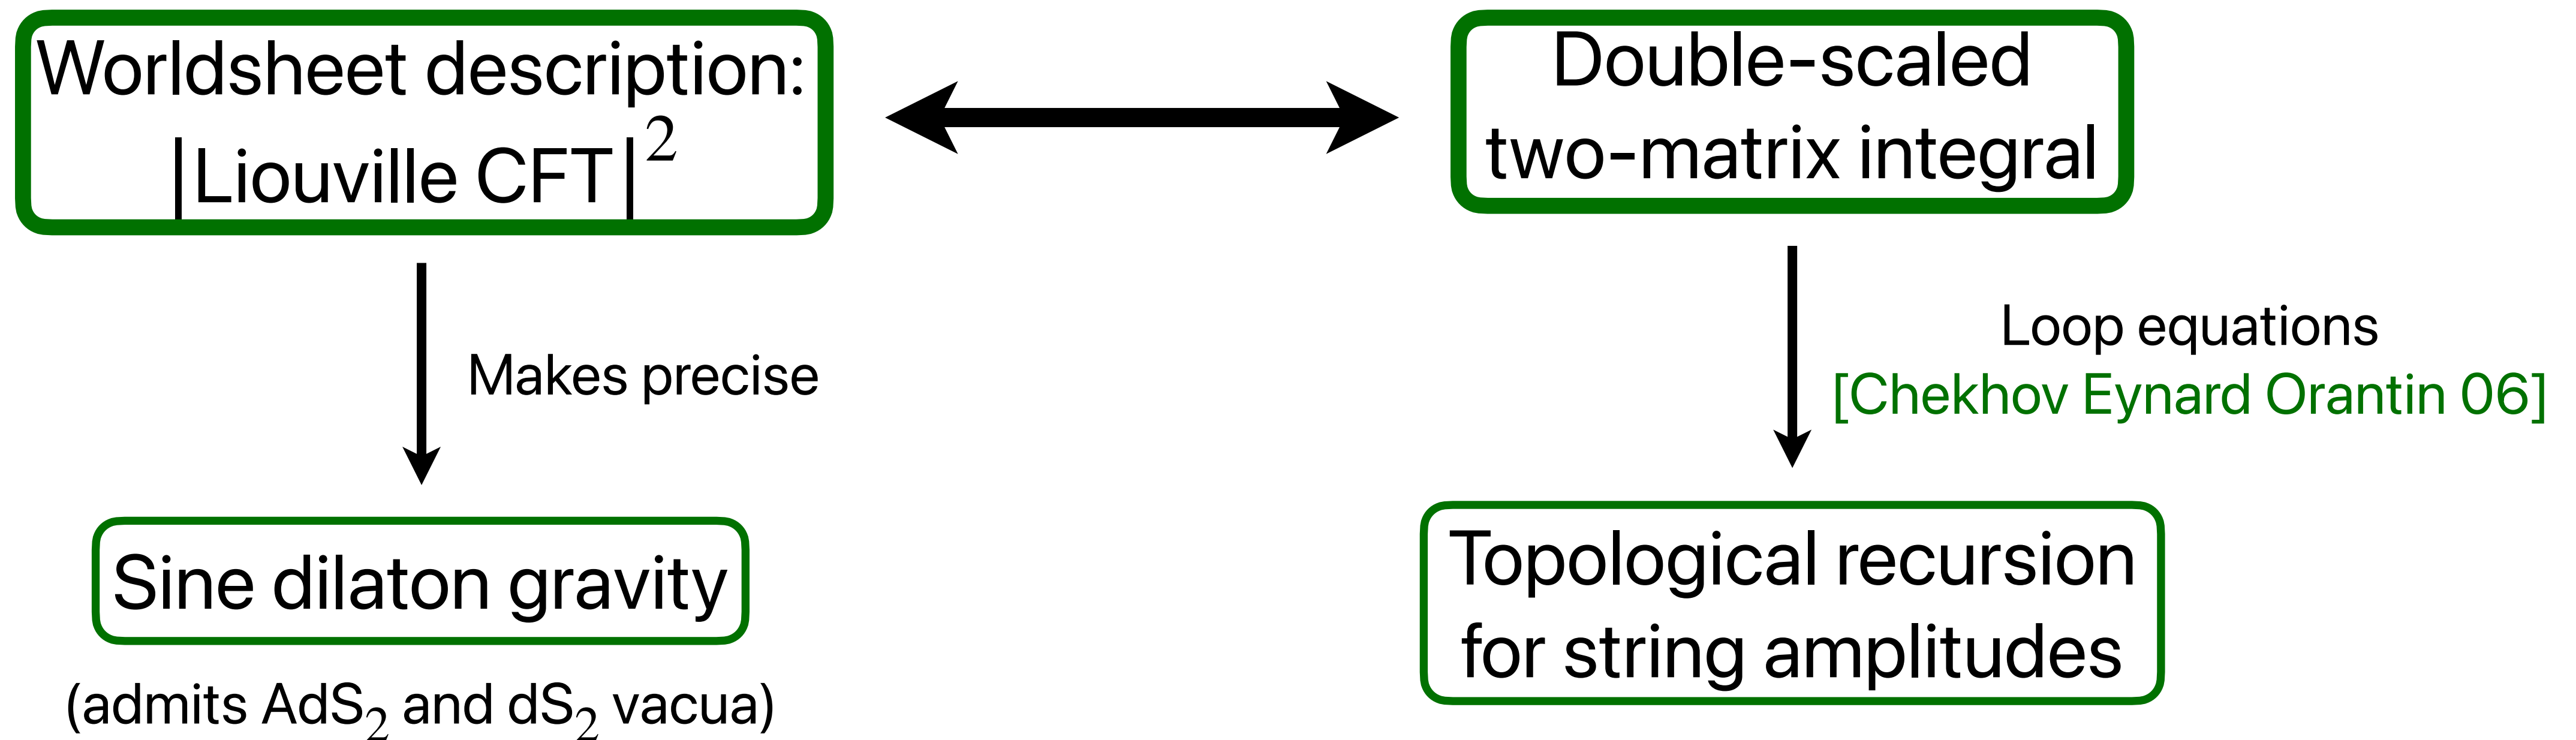 Worldsheet description:
|Liouville CFT|²
Double-scaled
two-matrix integral
Makes precise
Loop equations
[Chekhov Eynard Orantin 06]
Sine dilaton gravity
(admits AdS₂ and dS₂ vacua)
Topological recursion
for string amplitudes